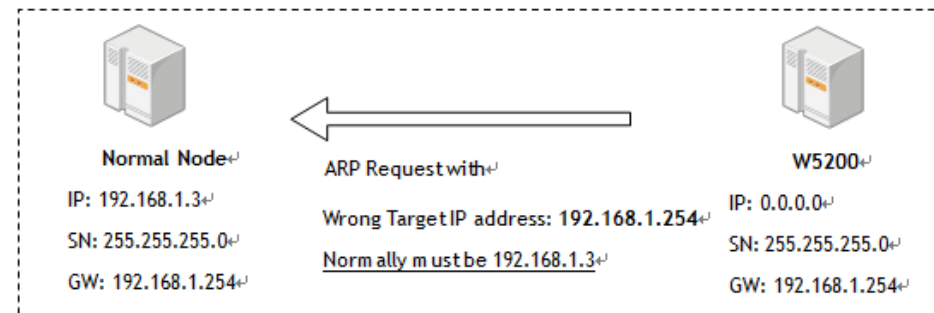 Normal Node↵
IP: 192.168.1.3↵
SN: 255.255.255.0↵
GW: 192.168.1.254↵
ARP Request with↵
Wrong Target IP address: 192.168.1.254↵
Normally must be 192.168.1.3↵
W5200↵
IP: 0.0.0.0↵
SN: 255.255.255.0↵
GW: 192.168.1.254↵